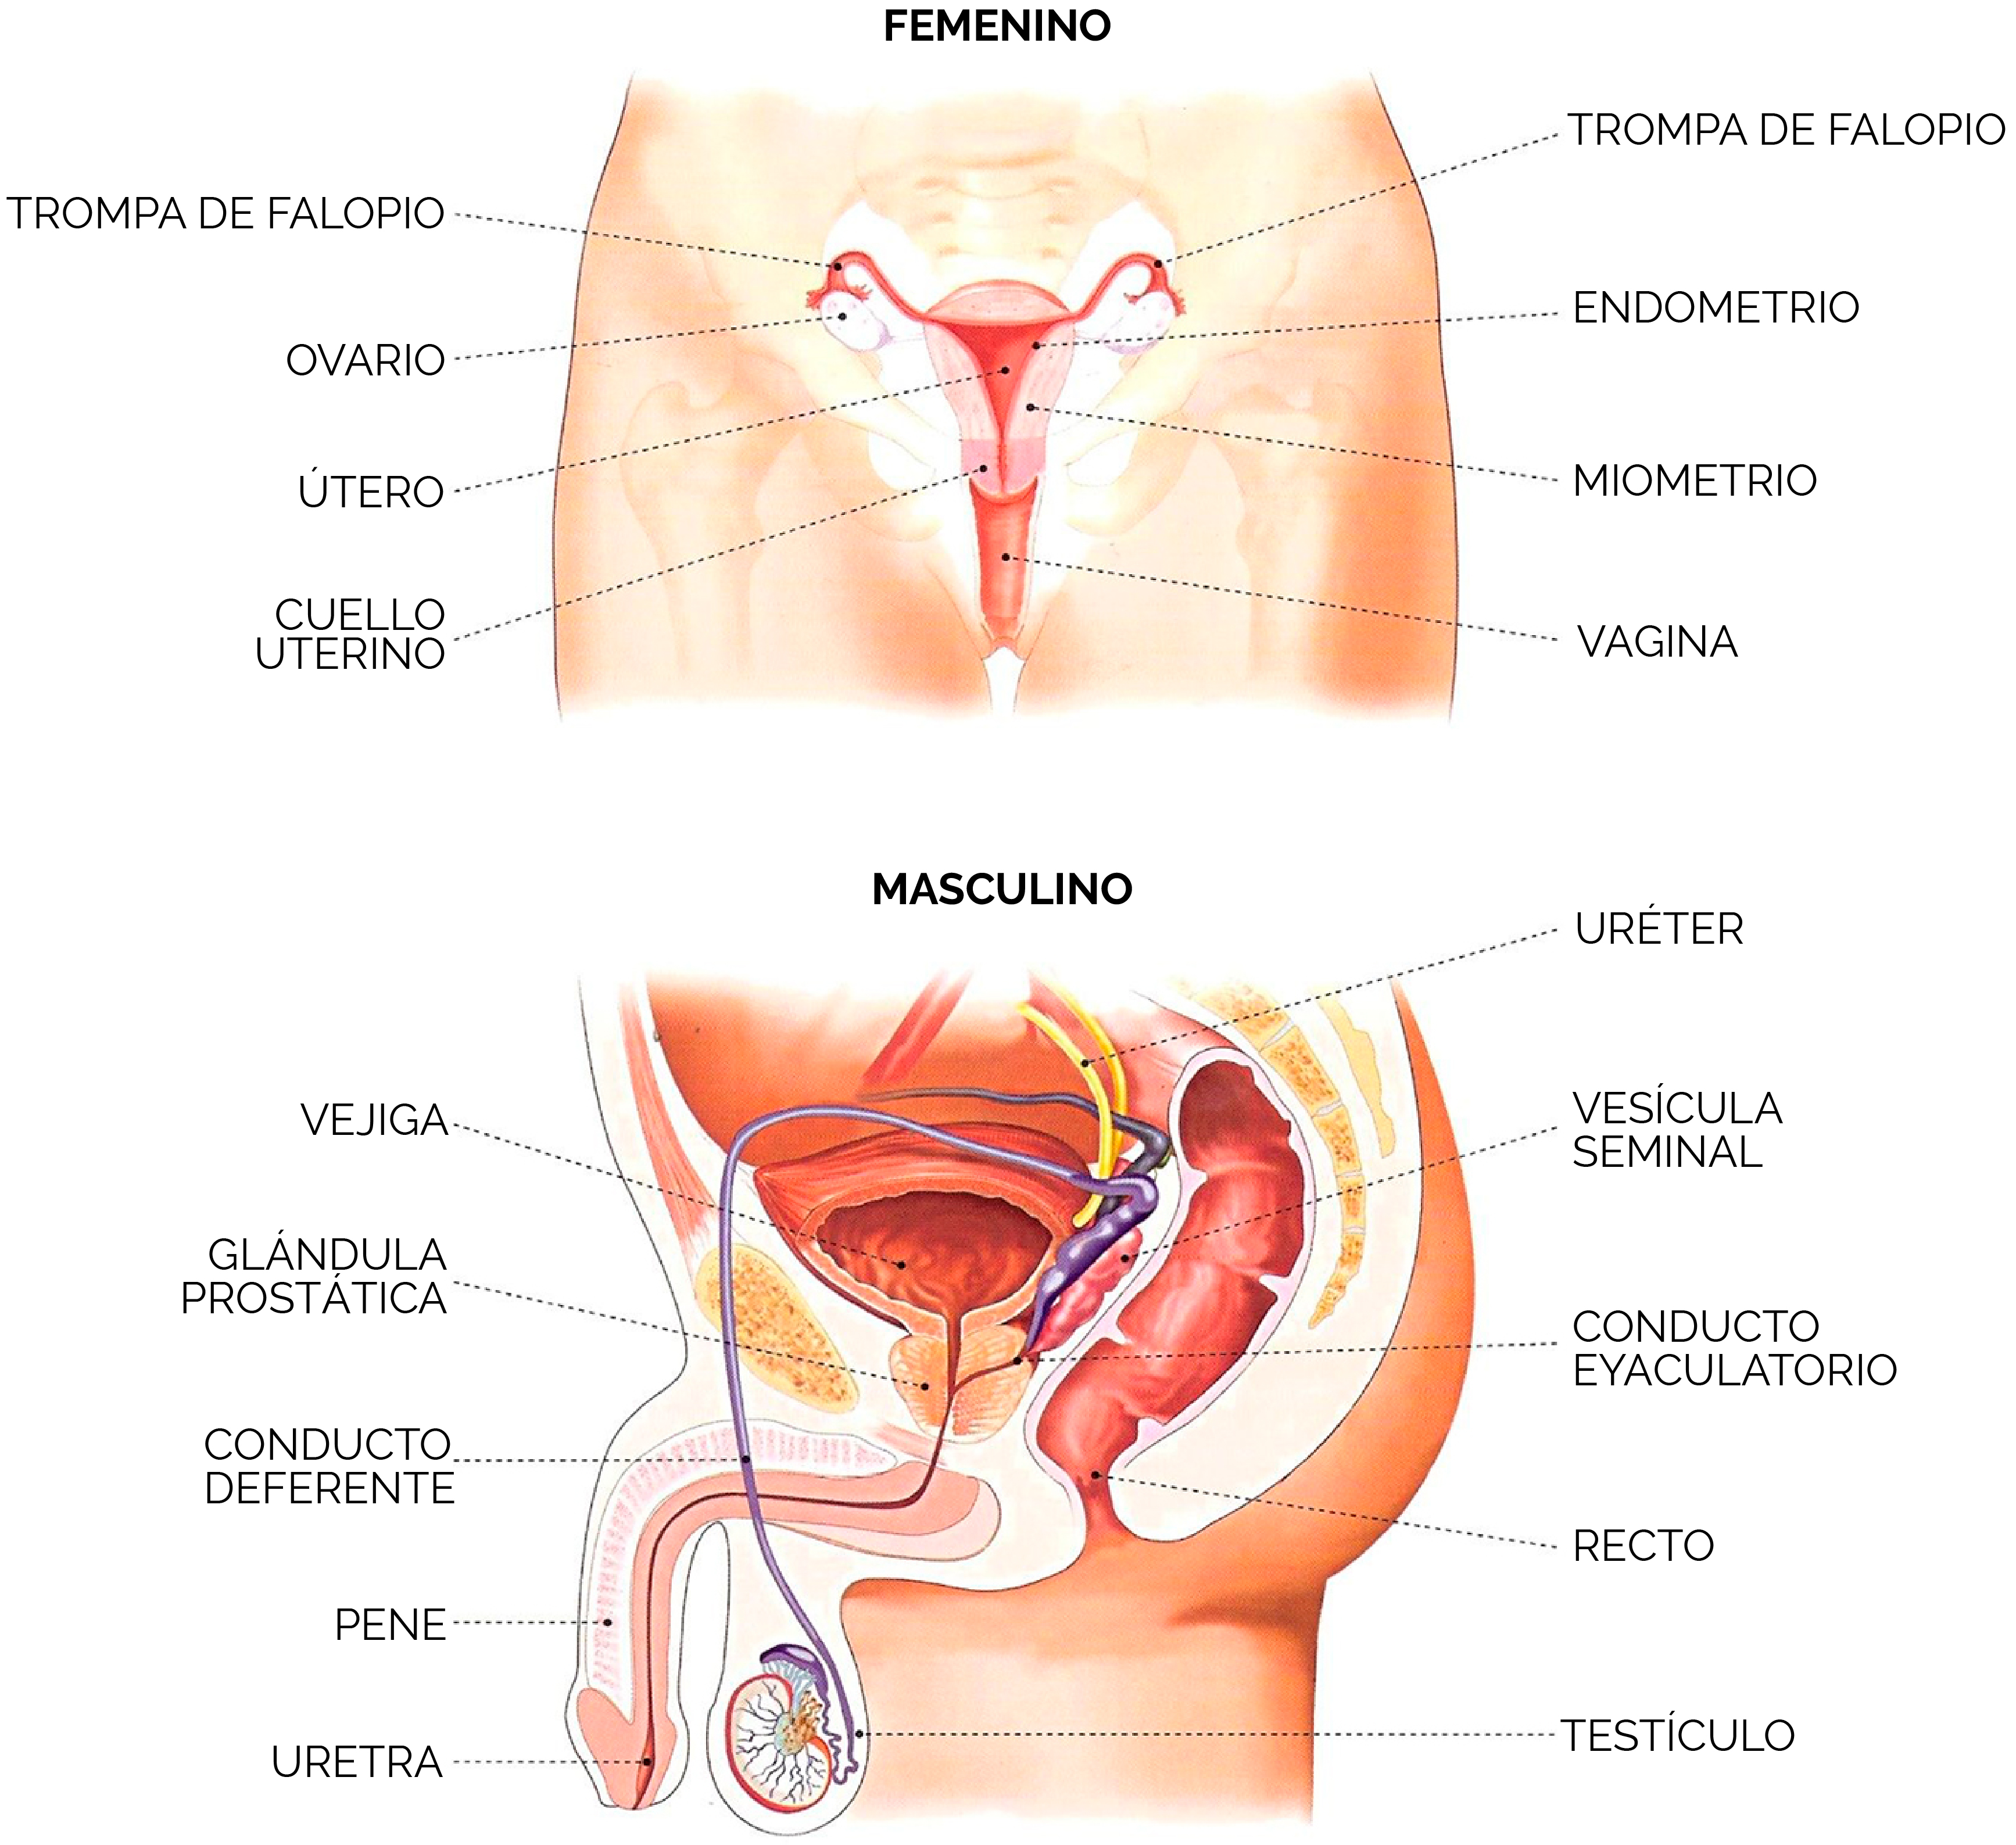 FEMENINO
TROMPA DE FALOPIO
TROMPA DE FALOPIO
ENDOMETRIO
OVARIO
MIOMETRIO
ÚTERO
CUELLO
UTERINO
VAGINA
MASCULINO
URÉTER
VEJIGA
VESÍCULA
SEMINAL
GLÁNDULA
PROSTÁTICA
CONDUCTO
EYACULATORIO
CONDUCTO
DEFERENTE
RECTO
PENE
TESTÍCULO
URETRA